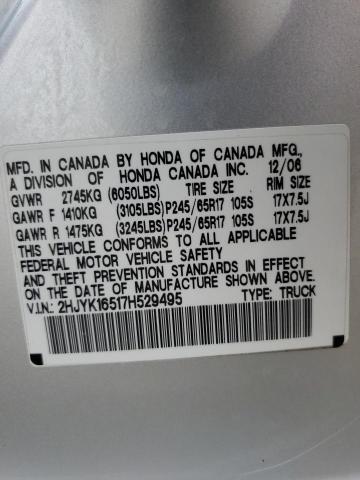 MFD. IN CANADA BY HONDA OF CANADA MFG.,
A DIVISION OF HONDA CANADA INC. 12/06
GVWR 2745KG (6050LBS) TIRE SIZE RIM SIZE
GAWR F 1410KG (3105LBS)P245/65R17 105S 17X7.5J
GAWR R 1475KG (3245LBS)P245/65R17 105S 17X7.5J
THIS VEHICLE CONFORMS TO ALL APPLICABLE
FEDERAL MOTOR VEHICLE SAFETY
AND THEFT PREVENTION STANDARDS IN EFFECT
ON THE DATE OF MANUFACTURE SHOWN ABOVE.
V.I.N.: 2HJYK16517H529495 TYPE: TRUCK